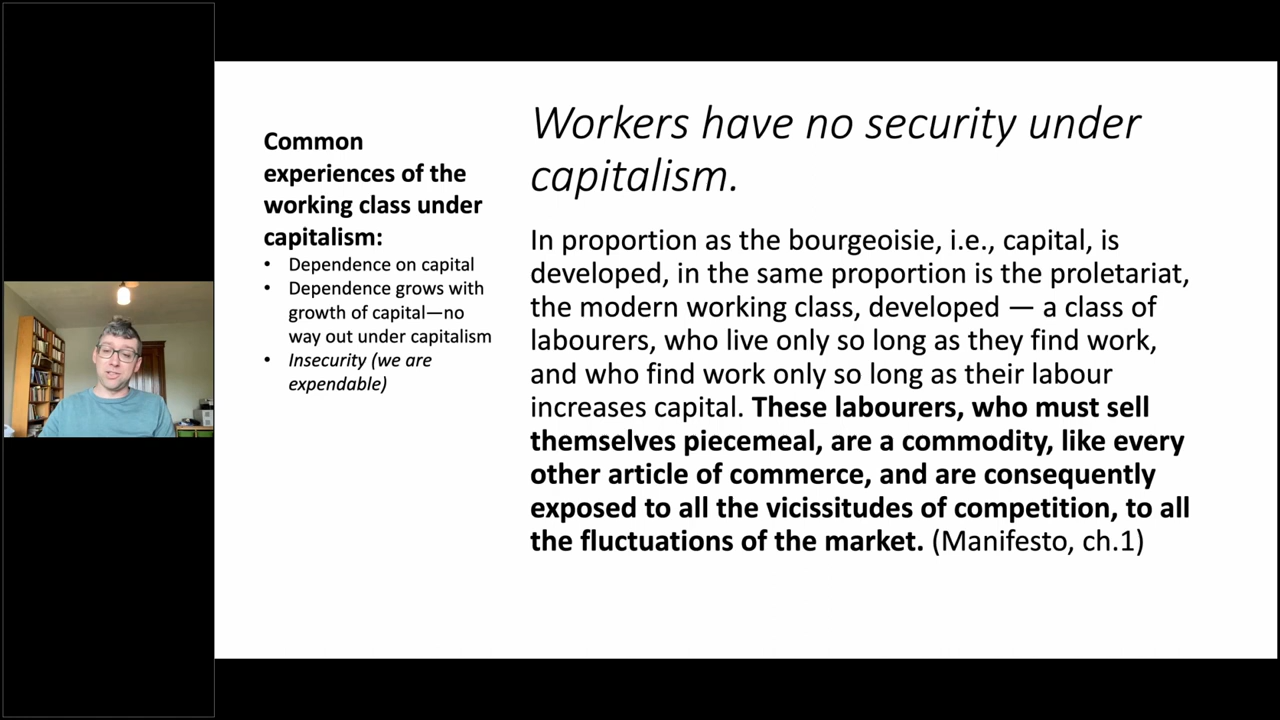 Common
experiences of the
working class under
capitalism:
• Dependence on capital
• Dependence grows with
growth of capital—no
way out under capitalism
• Insecurity (we are
expendable)
Workers have no security under
capitalism.
In proportion as the bourgeoisie, i.e., capital, is
developed, in the same proportion is the proletariat,
the modern working class, developed — a class of
labourers, who live only so long as they find work,
and who find work only so long as their labour
increases capital. These labourers, who must sell
themselves piecemeal, are a commodity, like every
other article of commerce, and are consequently
exposed to all the vicissitudes of competition, to all
the fluctuations of the market. (Manifesto, ch.1)